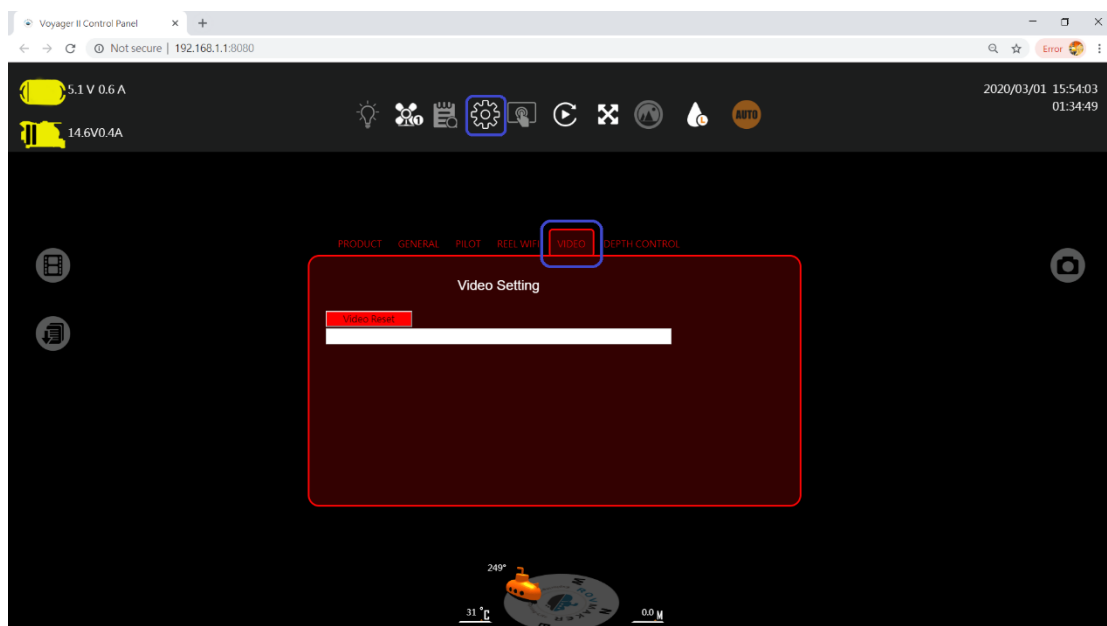 Voyager II Control Panel
Not secure | 192.168.1.1:8080
Error
5.1 V 0.6 A
2020/03/01 15:54:03
01:34:49
14.6V0.4A
L
AUTO
PRODUCT GENERAL PILOT REEL WIFI VIDEO DEPTH CONTROL
Video Setting
Video Reset
249°
31 °C
0.0 M